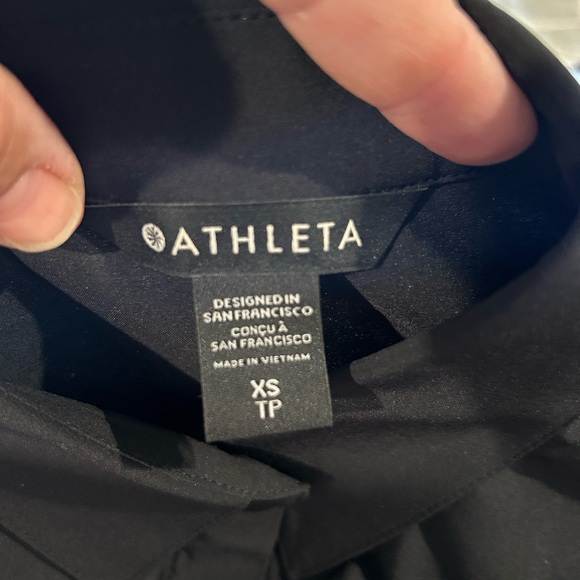 ATHLETA
DESIGNED IN
SAN FRANCISCO
CONÇU À
SAN FRANCISCO
MADE IN VIETNAM
XS
TP